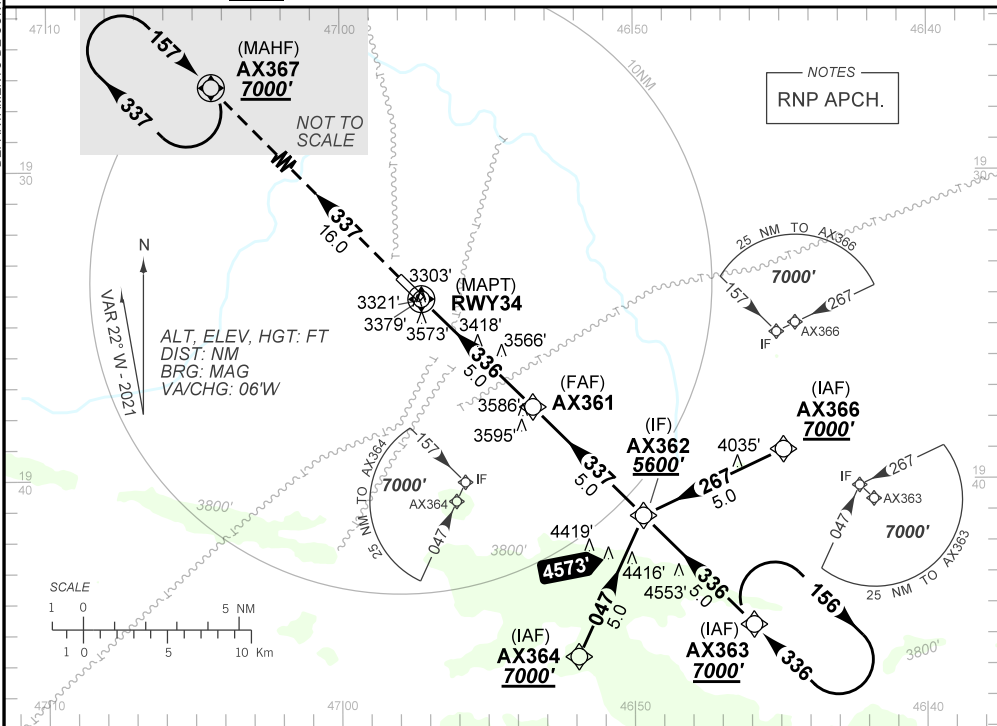 47 10
47 00
46 50
46 40
157
337
(MAHF)
AX367
7000'
NOT TO
SCALE
10NM
NOTES
RNP APCH.
19
30
19
30
337
16.0
25 NM TO AX366
7000'
157
267
IF
AX366
N
VAR 22° W - 2021
ALT, ELEV, HGT: FT
DIST: NM
BRG: MAG
VA/CHG: 06'W
3303'
3321'
3379'
3573'
(MAPT)
RWY34
3418'
3566'
336
5.0
(FAF)
AX361
3586'
3595'
337
5.0
(IF)
AX362
5600'
(IAF)
AX366
7000'
4035'
267
5.0
25 NM TO AX364
7000'
157
IF
AX364
047
IF
267
AX363
047
7000'
25 NM TO AX363
19
40
19
40
3800'
3800'
4419'
4573'
4416'
4553'
336
5.0
047
5.0
156
336
(IAF)
AX364
7000'
(IAF)
AX363
7000'
3800'
SCALE
1 0 5 NM
1 0 5 10 Km
47 10
47 00
46 50
46 40